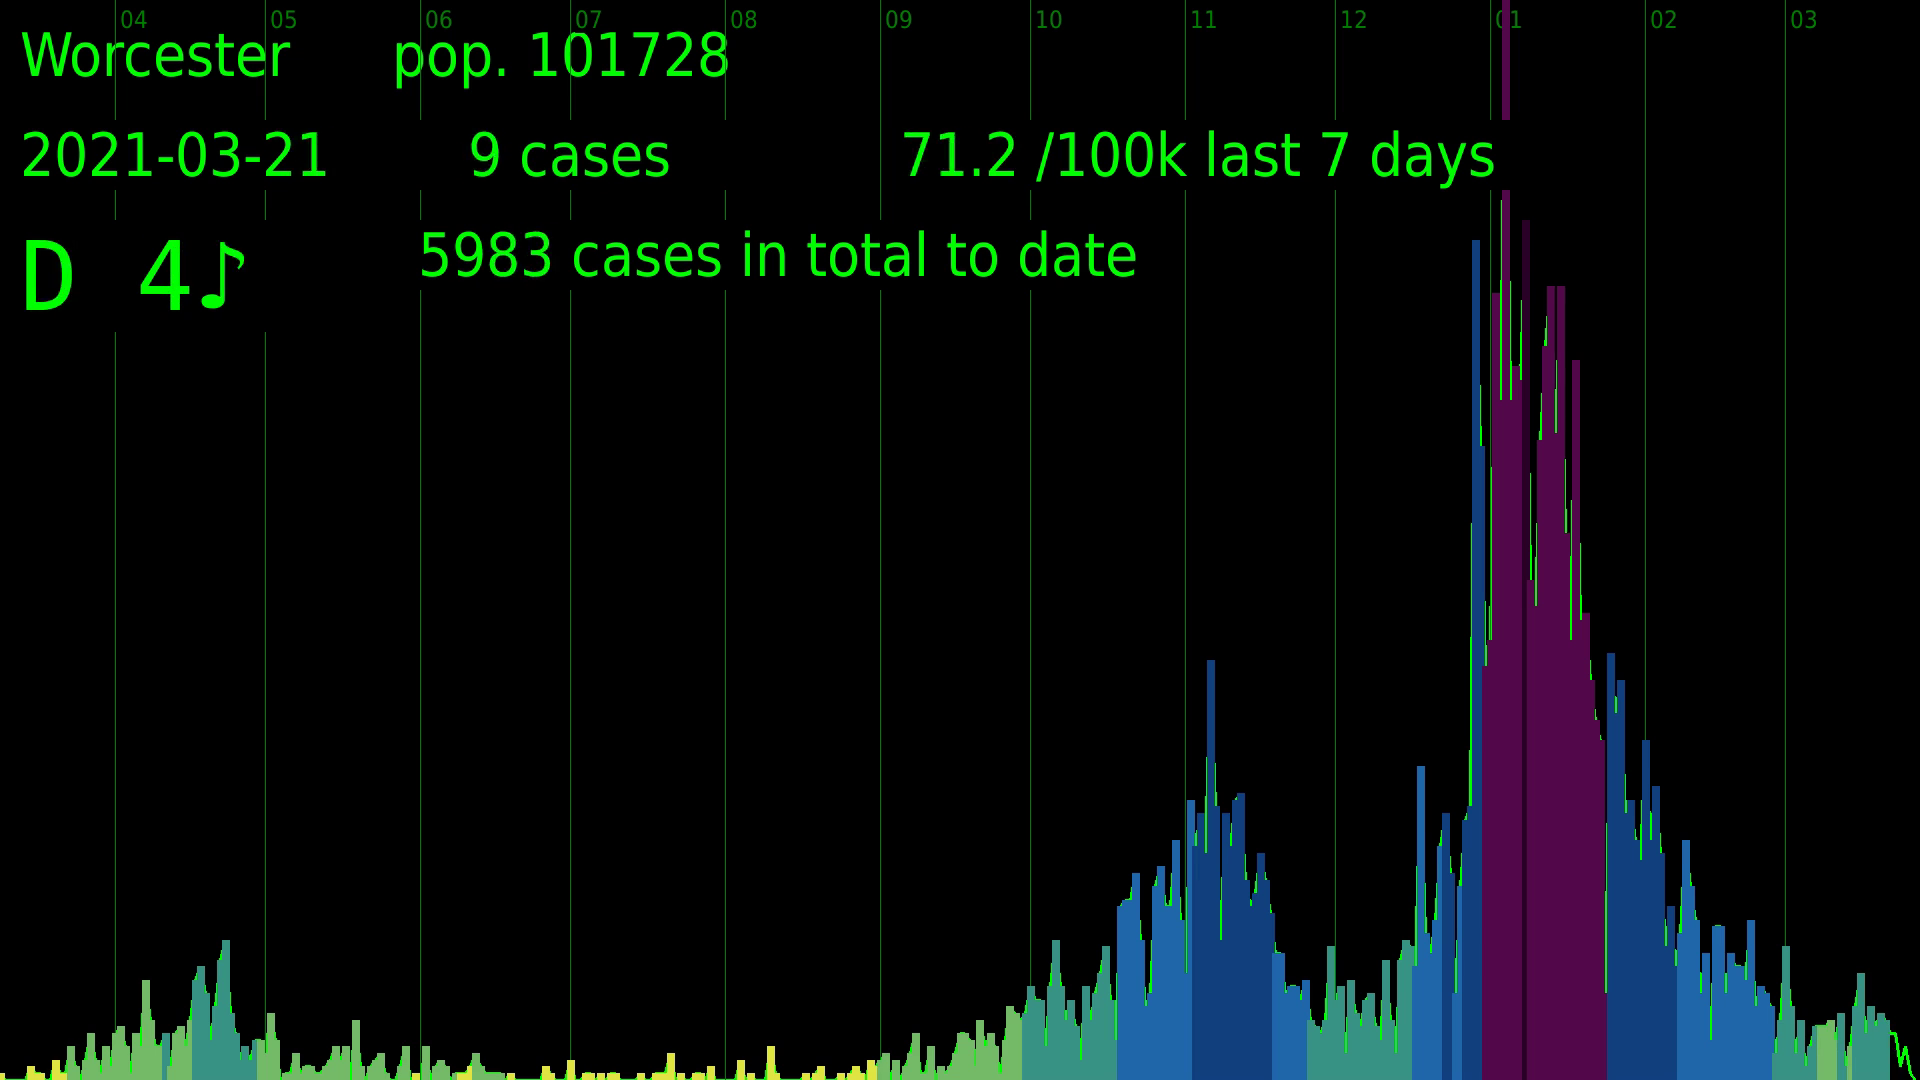 04 05 06 07 08 09 10 11 12 01 02 03
Worcester pop. 101728
2021-03-21 9 cases 71.2 /100k last 7 days
D 4♪ 5983 cases in total to date